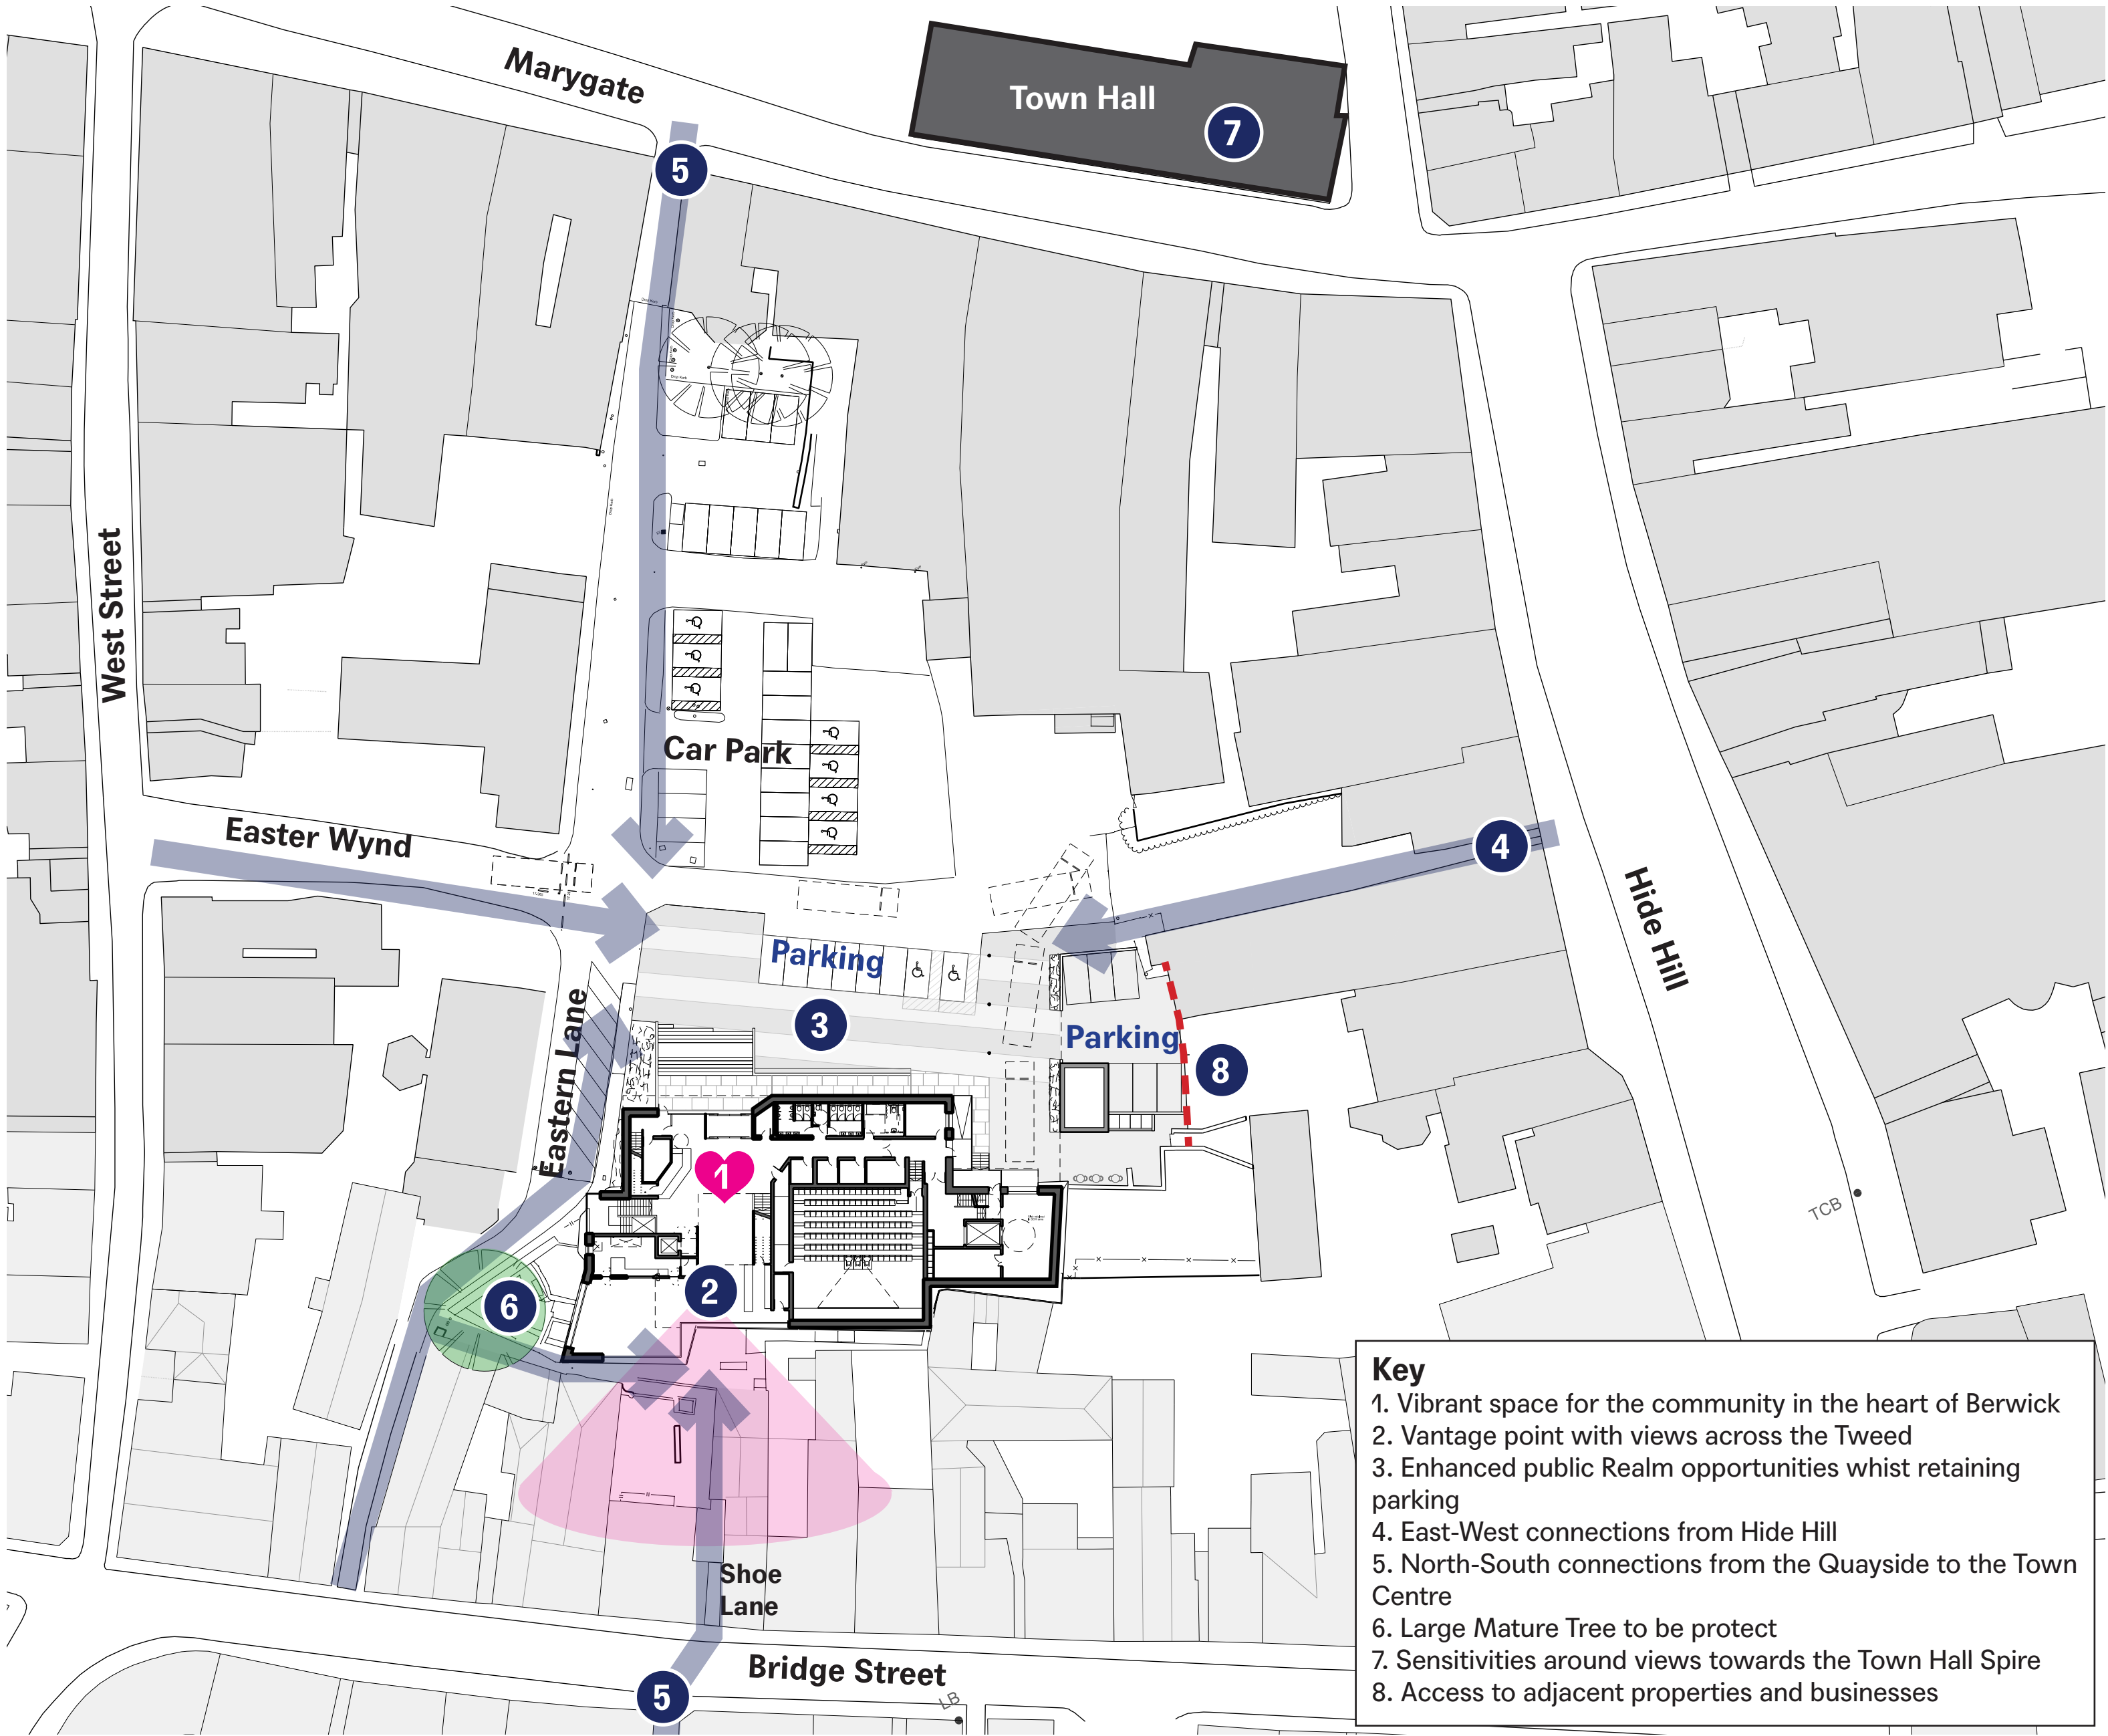 Marygate
Town Hall
7
5
West Street
Car Park
Easter Wynd
4
Hide Hill
Parking
3
Parking
8
Eastern Lane
1
2
6
TCB
Shoe
Lane
Bridge Street
5
LB
Key
1. Vibrant space for the community in the heart of Berwick
2. Vantage point with views across the Tweed
3. Enhanced public Realm opportunities whist retaining
parking
4. East-West connections from Hide Hill
5. North-South connections from the Quayside to the Town
Centre
6. Large Mature Tree to be protect
7. Sensitivities around views towards the Town Hall Spire
8. Access to adjacent properties and businesses